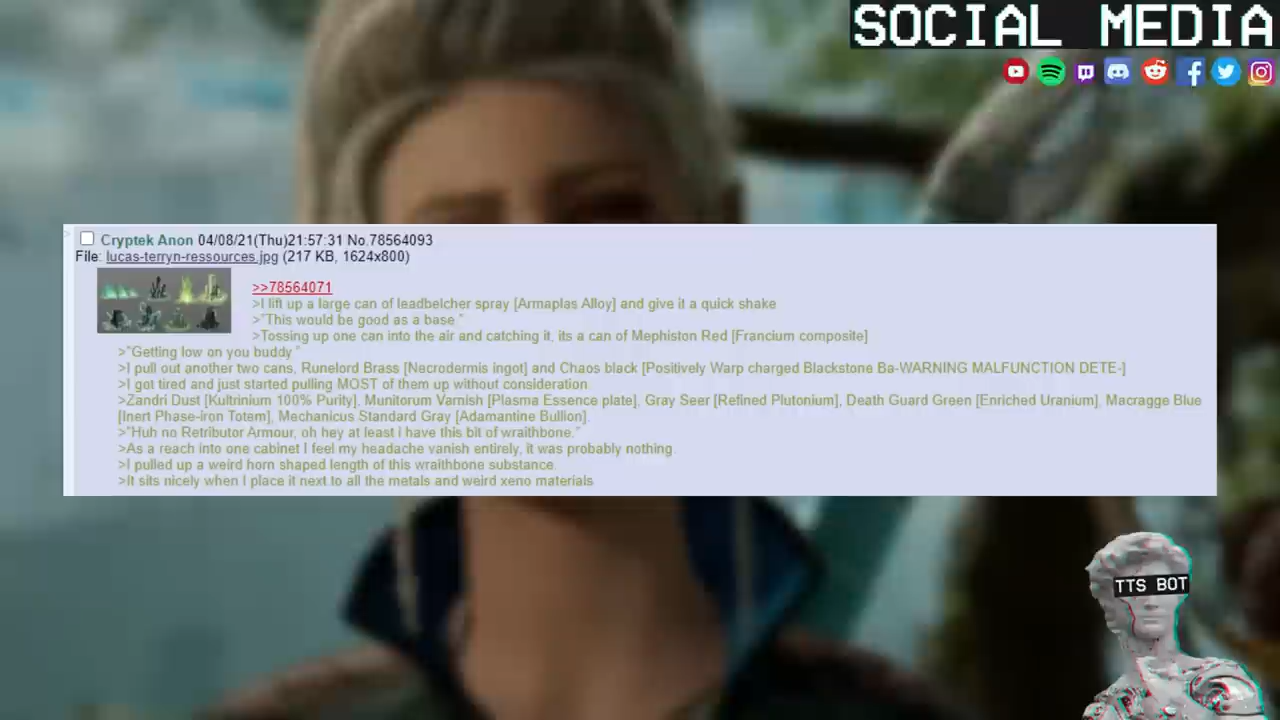 SOCIAL MEDIA
Cryptek Anon 04/08/21(Thu)21:57:31 No.78564093
File: lucas-terryn-ressources.jpg (217 KB, 1624x800)
>>78564071
>I lift up a large can of leadbelcher spray [Armaplas Alloy] and give it a quick shake
>"This would be good as a base."
>Tossing up one can into the air and catching it, its a can of Mephiston Red [Francium composite]
>"Getting low on you buddy."
>I pull out another two cans, Runelord Brass [Necrodermis ingot] and Chaos black [Positively Warp charged Blackstone Ba-WARNING MALFUNCTION DETE-]
>I got tired and just started pulling MOST of them up without consideration.
>Zandri Dust [Kultrinium 100% Purity], Munitorum Varnish [Plasma Essence plate], Gray Seer [Refined Plutonium], Death Guard Green [Enriched Uranium], Macragge Blue
[Inert Phase-iron Totem], Mechanicus Standard Gray [Adamantine Bullion].
>"Huh no Retributor Armour, oh hey at least i have this bit of wraithbone."
>As a reach into one cabinet I feel my headache vanish entirely, it was probably nothing.
>I pulled up a weird horn shaped length of this wraithbone substance.
>It sits nicely when I place it next to all the metals and weird xeno materials
TTS BOT